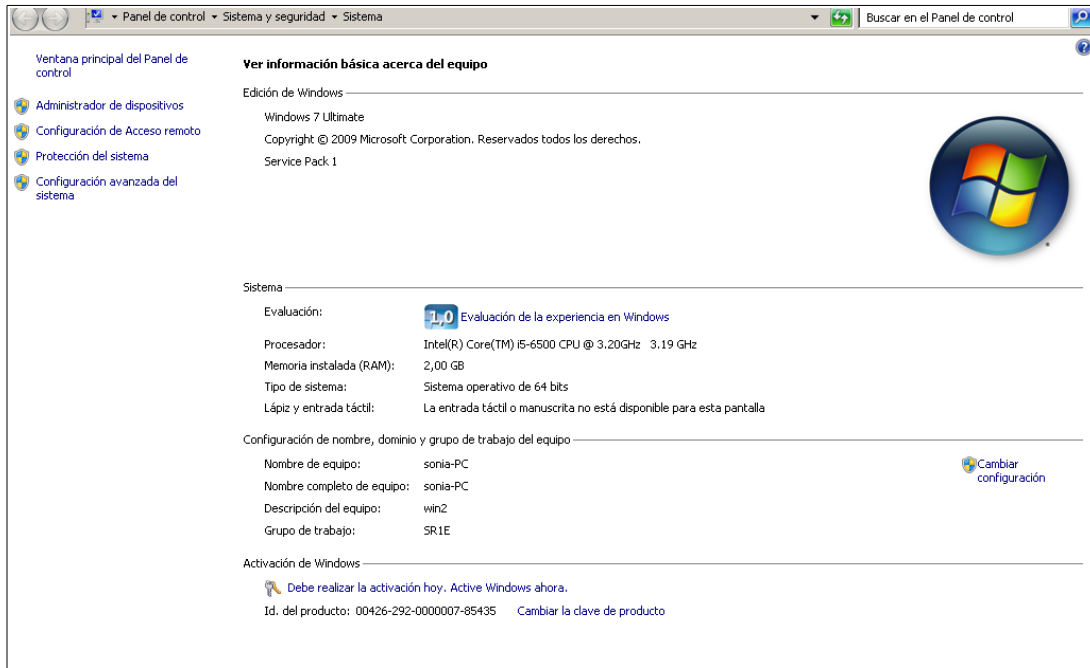 Panel de control ▾ Sistema y seguridad ▾ Sistema
Buscar en el Panel de control
Ventana principal del Panel de control
Administrador de dispositivos
Configuración de Acceso remoto
Protección del sistema
Configuración avanzada del sistema
Ver información básica acerca del equipo
Edición de Windows
Windows 7 Ultimate
Copyright © 2009 Microsoft Corporation. Reservados todos los derechos.
Service Pack 1
Sistema
Evaluación: 1,0 Evaluación de la experiencia en Windows
Procesador: Intel(R) Core(TM) i5-6500 CPU @ 3.20GHz 3.19 GHz
Memoria instalada (RAM): 2,00 GB
Tipo de sistema: Sistema operativo de 64 bits
Lápiz y entrada táctil: La entrada táctil o manuscrita no está disponible para esta pantalla
Configuración de nombre, dominio y grupo de trabajo del equipo
Nombre de equipo: sonia-PC
Cambiar configuración
Nombre completo de equipo: sonia-PC
Descripción del equipo: win2
Grupo de trabajo: SR1E
Activación de Windows
Debe realizar la activación hoy. Active Windows ahora.
Id. del producto: 00426-292-0000007-85435 Cambiar la clave de producto